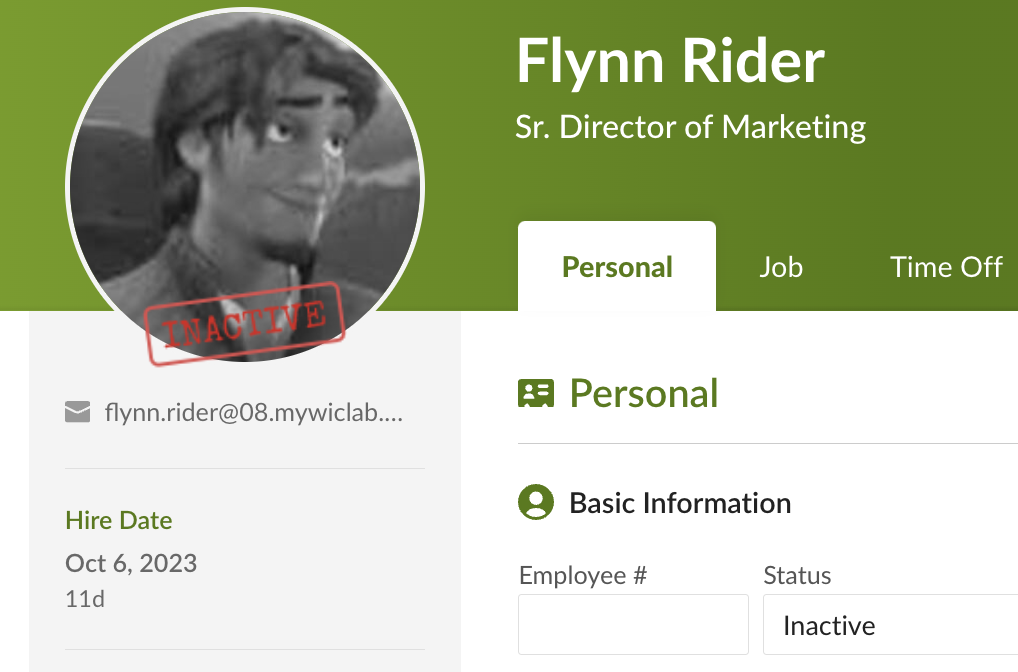 Flynn Rider
Sr. Director of Marketing
Personal
Job
Time Off
INACTIVE
flynn.rider@08.mywiclab....
Hire Date
Oct 6, 2023
11d
Personal
Basic Information
Employee #
Status
Inactive